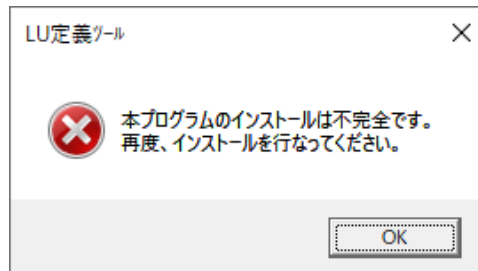 LU定義ﾂｰﾙ
本プログラムのインストールは不完全です。
再度、インストールを行なってください。
OK